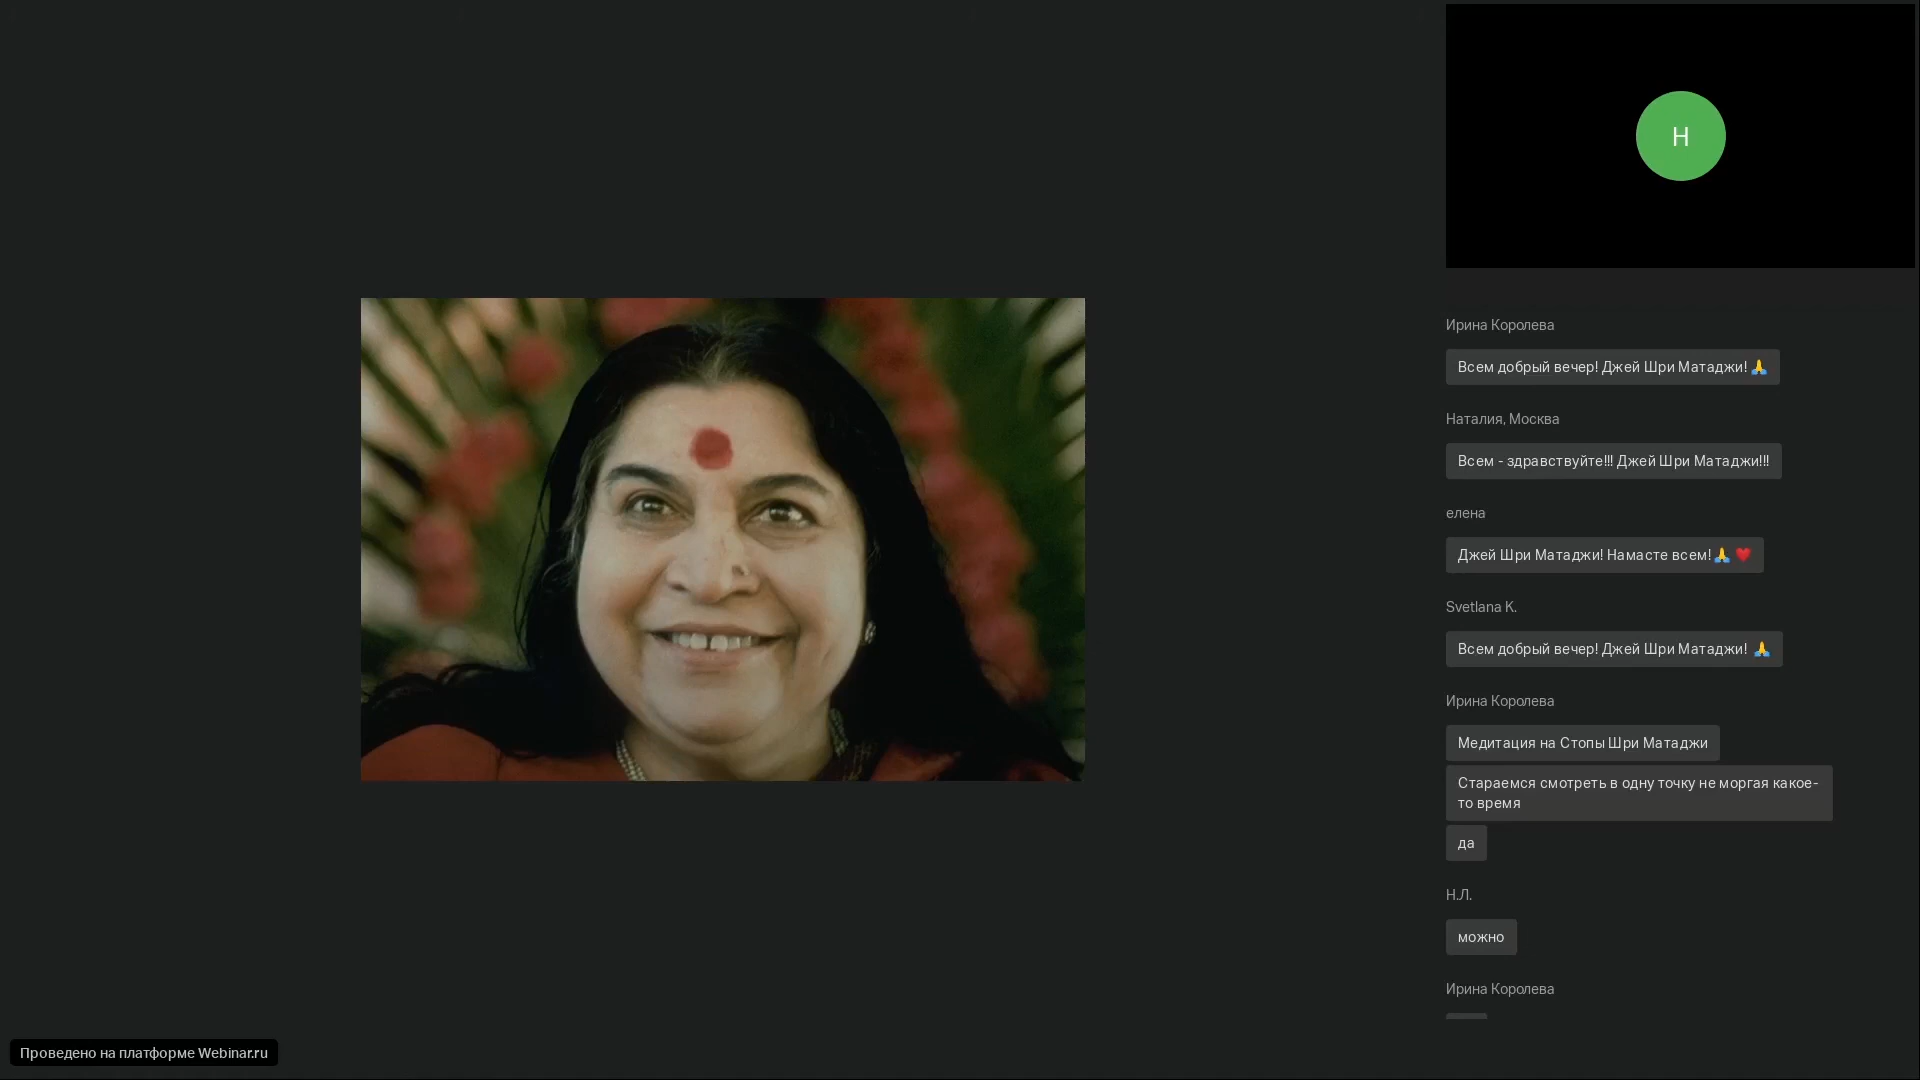 Н
Ирина Королева
Всем добрый вечер! Джей Шри Матаджи! 🙏
Наталия, Москва
Всем - здравствуйте!!! Джей Шри Матаджи!!!
елена
Джей Шри Матаджи! Намасте всем!🙏 ❤️
Svetlana K.
Всем добрый вечер! Джей Шри Матаджи! 🙏
Ирина Королева
Медитация на Стопы Шри Матаджи
Стараемся смотреть в одну точку не моргая какое-
то время
да
Н.Л.
можно
Ирина Королева
Проведено на платформе Webinar.ru